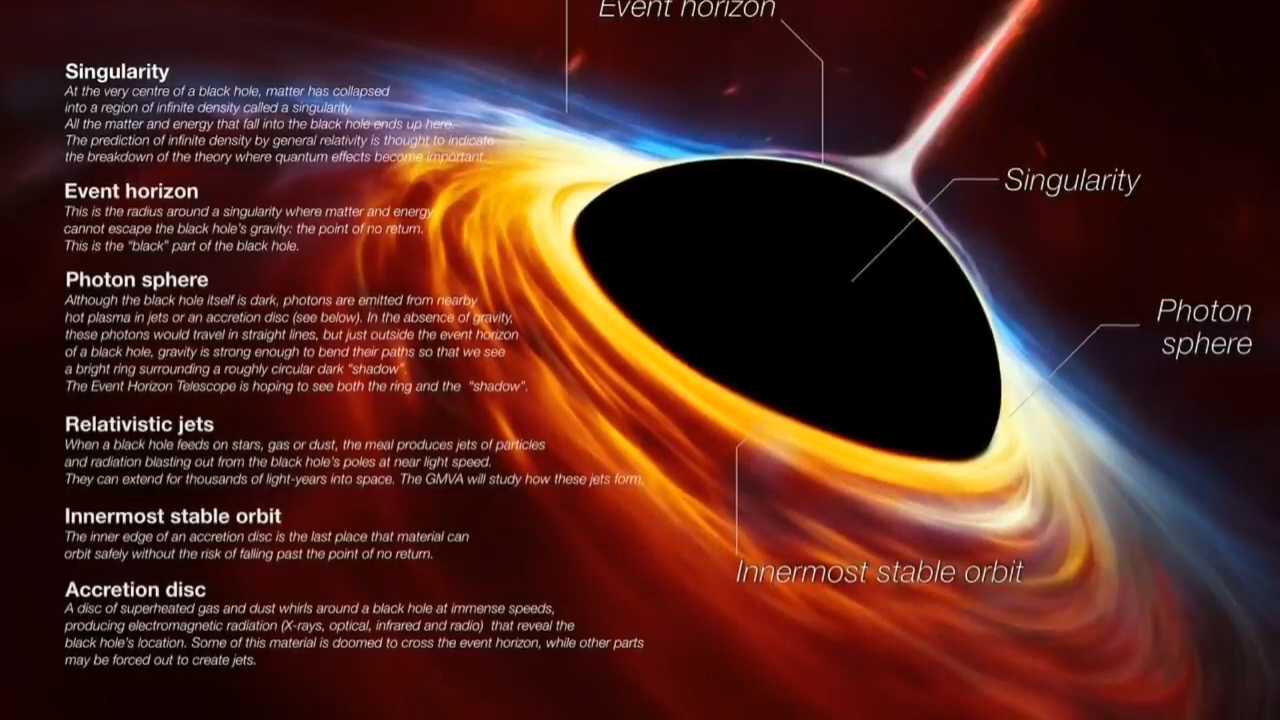 Event horizon
Singularity
At the very centre of a black hole, matter has collapsed
into a region of infinite density called a singularity.
All the matter and energy that fall into the black hole ends up here.
The prediction of infinite density by general relativity is thought to indicate
the breakdown of the theory where quantum effects become important.
Event horizon
This is the radius around a singularity where matter and energy
cannot escape the black hole's gravity: the point of no return.
This is the "black" part of the black hole.
Photon sphere
Although the black hole itself is dark, photons are emitted from nearby
hot plasma in jets or an accretion disc (see below). In the absence of gravity,
these photons would travel in straight lines, but just outside the event horizon
of a black hole, gravity is strong enough to bend their paths so that we see
a bright ring surrounding a roughly circular dark "shadow".
The Event Horizon Telescope is hoping to see both the ring and the "shadow".
Relativistic jets
When a black hole feeds on stars, gas or dust, the meal produces jets of particles
and radiation blasting out from the black hole's poles at near light speed.
They can extend for thousands of light-years into space. The GMVA will study how these jets form.
Innermost stable orbit
The inner edge of an accretion disc is the last place that material can
orbit safely without the risk of falling past the point of no return.
Accretion disc
A disc of superheated gas and dust whirls around a black hole at immense speeds,
producing electromagnetic radiation (X-rays, optical, infrared and radio) that reveal the
black hole's location. Some of this material is doomed to cross the event horizon, while other parts
may be forced out to create jets.
Singularity
Photon
sphere
Innermost stable orbit